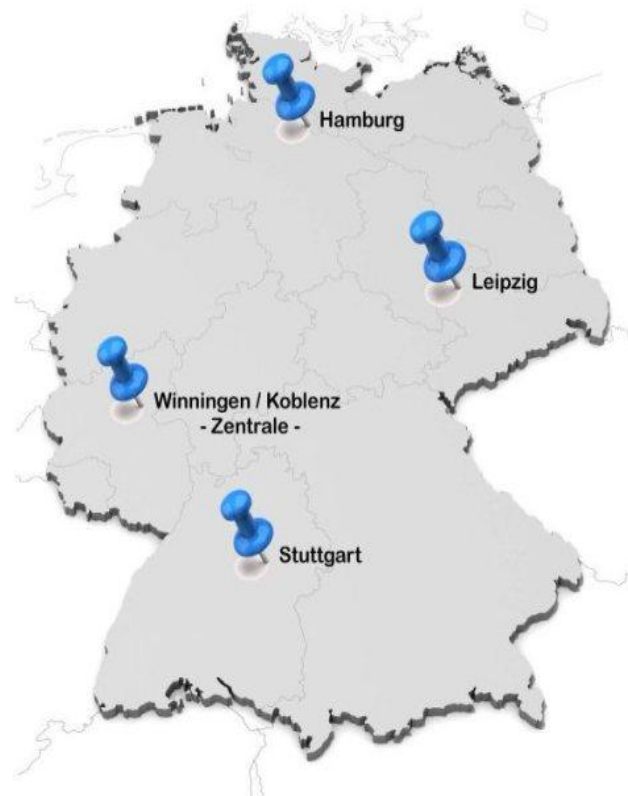 Hamburg
Leipzig
Winningen / Koblenz
- Zentrale -
Stuttgart